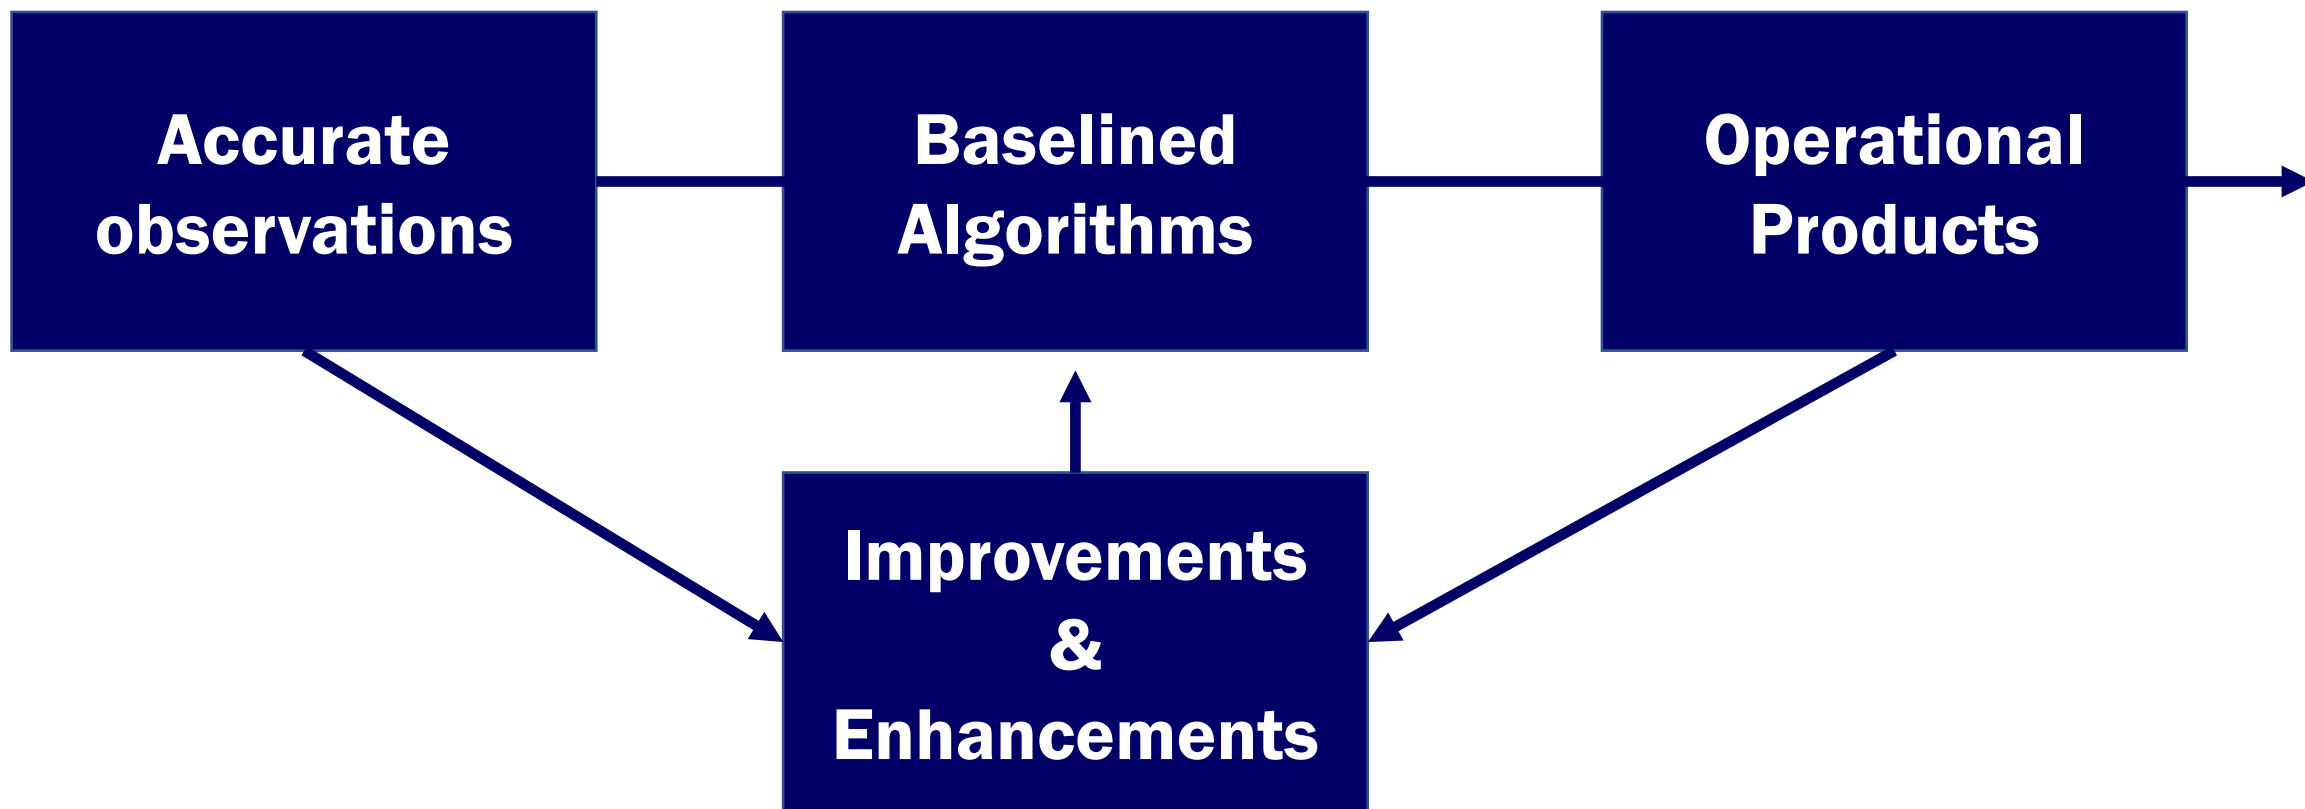 Accurate
observations
Baselined
Algorithms
Operational
Products
Improvements
&
Enhancements